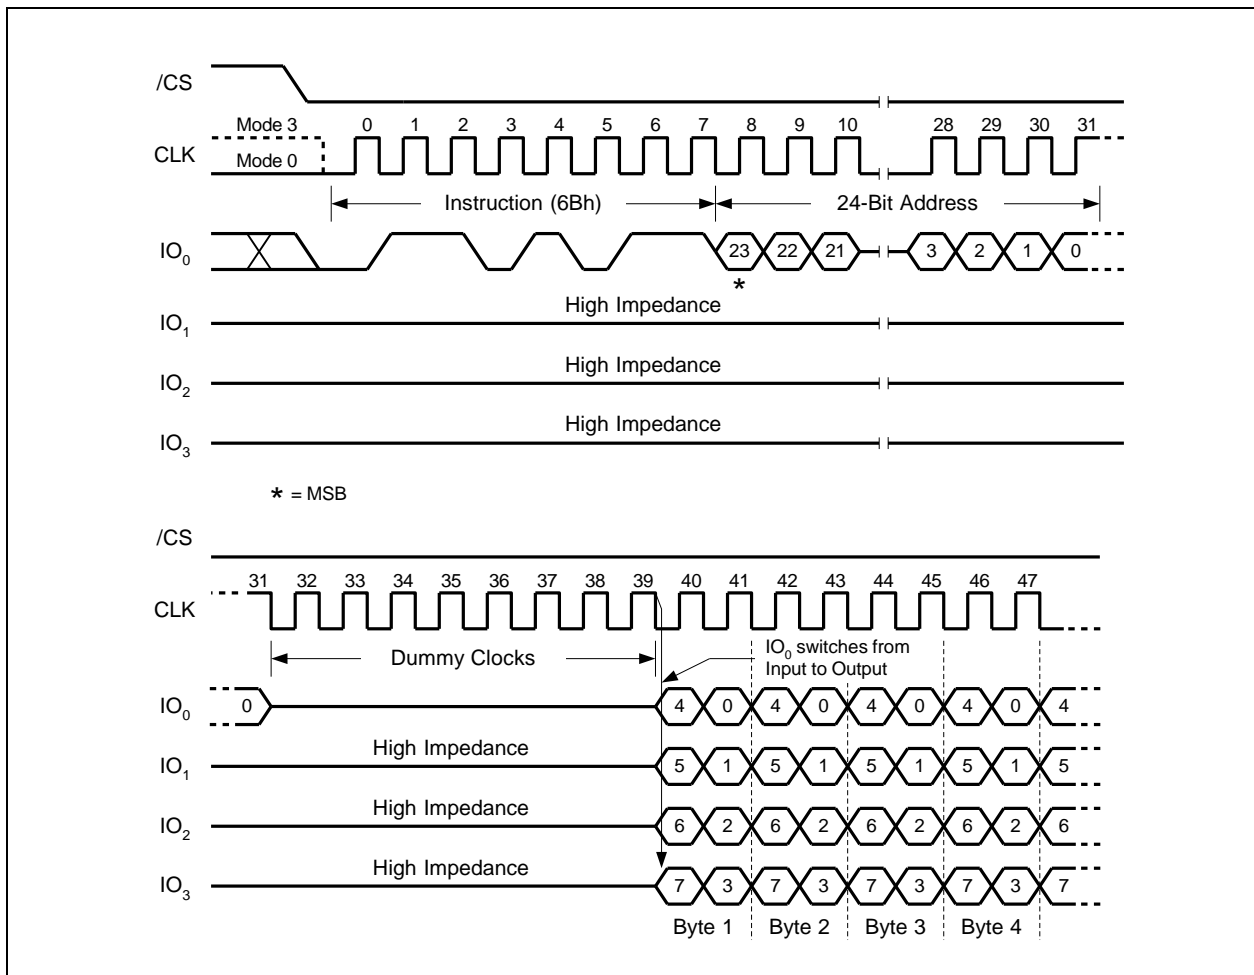 /CS
Mode 3 0 1 2 3 4 5 6 7 8 9 10 28 29 30 31
CLK
Mode 0
Instruction (6Bh) 24-Bit Address
IO0 23 22 21 3 2 1 0
*
High Impedance
IO1
High Impedance
IO2
High Impedance
IO3
* = MSB
/CS
31 32 33 34 35 36 37 38 39 40 41 42 43 44 45 46 47
CLK
Dummy Clocks
IO0 switches from
Input to Output
IO0 0 4 0 4 0 4 0 4 0 4
High Impedance
IO1 5 1 5 1 5 1 5 1 5
High Impedance
IO2 6 2 6 2 6 2 6 2 6
High Impedance
IO3 7 3 7 3 7 3 7 3 7
Byte 1 Byte 2 Byte 3 Byte 4